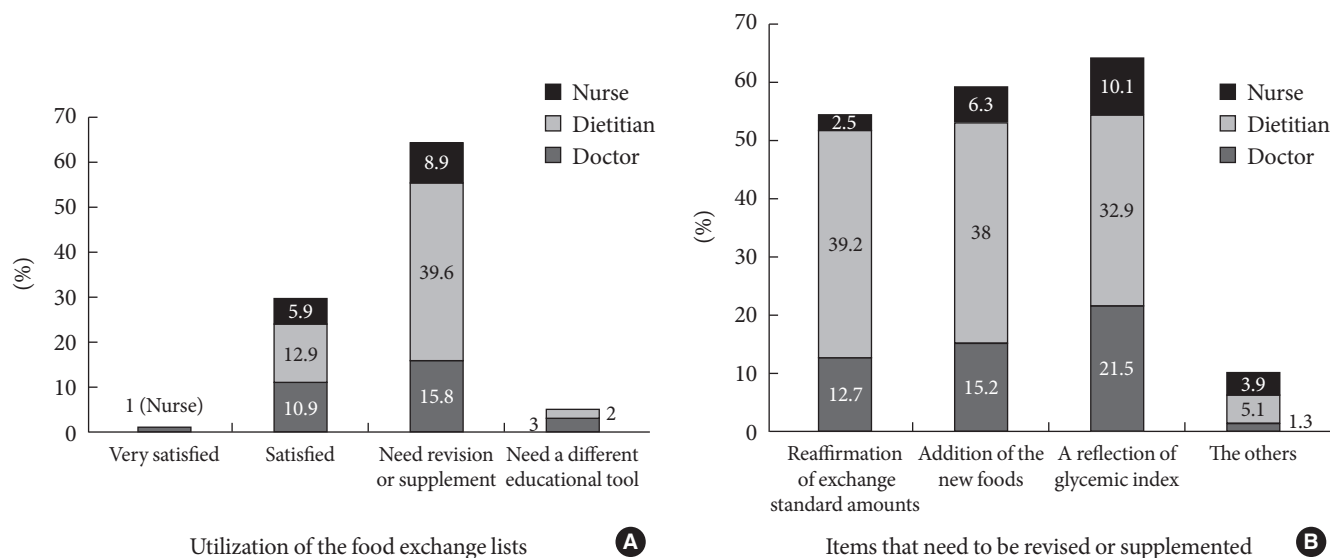 70
60
50
40
30
20
10
0
(%)
Nurse
Dietitian
Doctor
1 (Nurse)
5.9
12.9
10.9
8.9
39.6
15.8
3
2
Very satisfied
Satisfied
Need revision
or supplement
Need a different
educational tool
Utilization of the food exchange lists
A
70
60
50
40
30
20
10
0
(%)
Nurse
Dietitian
Doctor
2.5
39.2
12.7
6.3
38
15.2
10.1
32.9
21.5
3.9
5.1
1.3
Reaffirmation
of exchange
standard amounts
Addition of the
new foods
A reflection of
glycemic index
The others
Items that need to be revised or supplemented
B